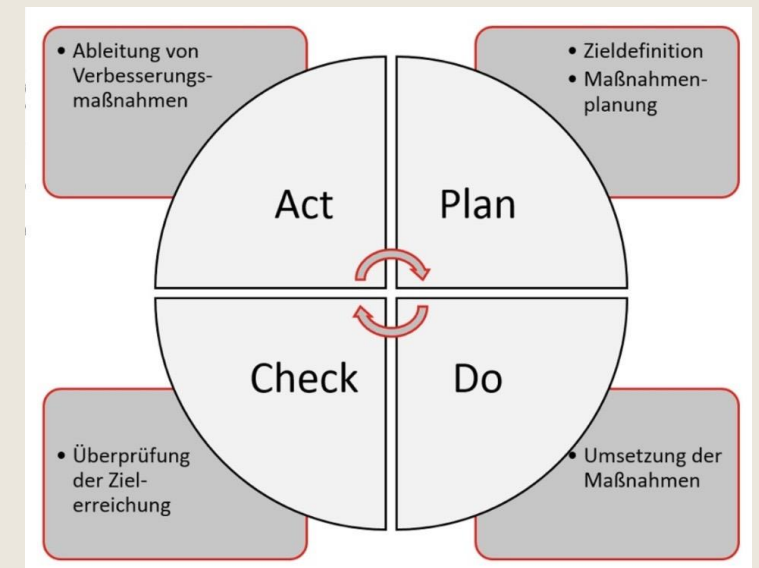 • Ableitung von
Verbesserungs-
maßnahmen
• Zieldefinition
• Maßnahmen-
planung
Act
Plan
Check
Do
• Überprüfung
der Ziel-
erreichung
• Umsetzung der
Maßnahmen